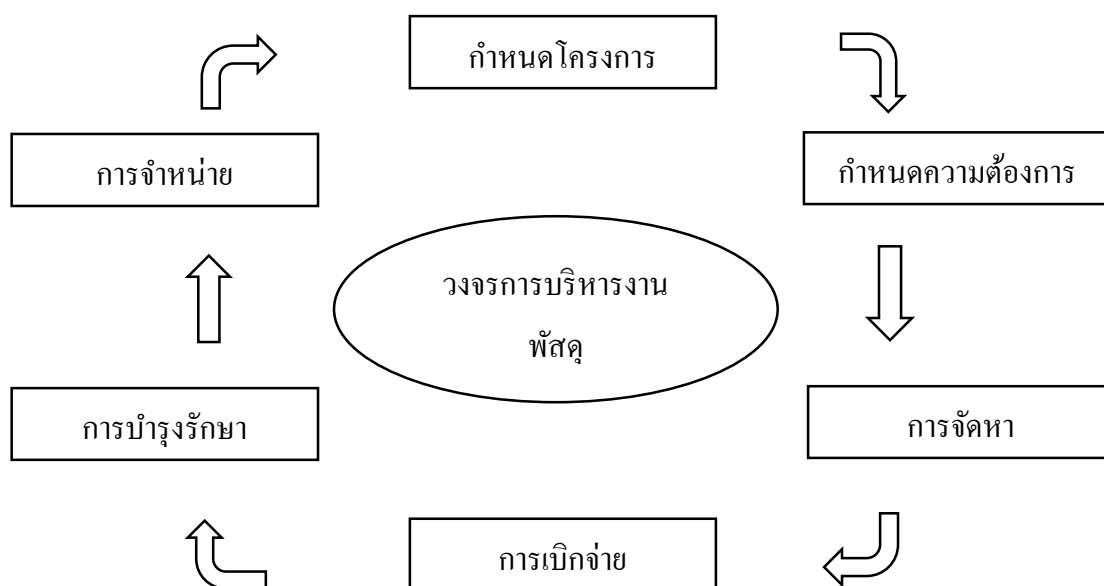 กำหนดโครงการ
การจำหน่าย
กำหนดความต้องการ
วงจรการบริหารงาน
พัสดุ
การบำรุงรักษา
การจัดหา
การเบิกจ่าย